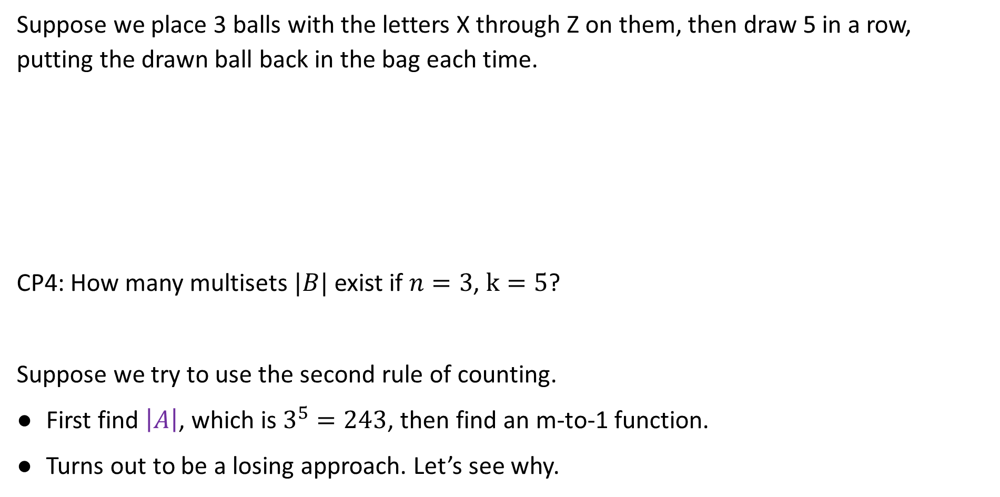 Suppose we place 3 balls with the letters X through Z on them, then draw 5 in a row,
putting the drawn ball back in the bag each time.
CP4: How many multisets |B| exist if n = 3, k = 5?
Suppose we try to use the second rule of counting.
● First find |A|, which is 3⁵ = 243, then find an m-to-1 function.
● Turns out to be a losing approach. Let’s see why.